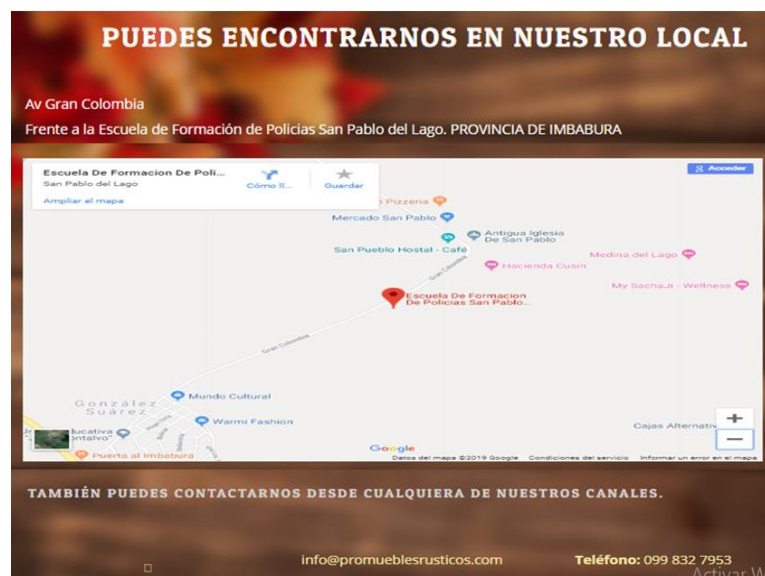 PUEDES ENCONTRARNOS EN NUESTRO LOCAL
Av Gran Colombia
Frente a la Escuela de Formación de Policias San Pablo del Lago. PROVINCIA DE IMBABURA
Escuela De Formacion De Poli...
San Pablo del Lago
Cómo ll...
Guardar
Ampliar el mapa
Acceder
Pizzeria
Mercado San Pablo
Antigua Iglesia
De San Pablo
San Pueblo Hostal - Café
Medina del Lago
Gran Colombia
Hacienda Cusin
My SachaJi - Wellness
Escuela De Formacion
De Policias San Pablo...
Gran Colombia
Mundo Cultural
González
Suárez
Warmi Fashion
Cajas Alternativ
Puerta al Imbabura
Google
Datos del mapa ©2019 Google
Condiciones del servicio
Informar un error en el mapa
TAMBIÉN PUEDES CONTACTARNOS DESDE CUALQUIERA DE NUESTROS CANALES.
info@promueblesrusticos.com
Teléfono: 099 832 7953